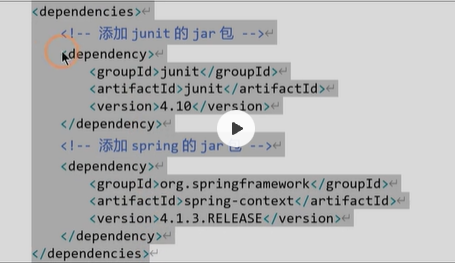 <dependencies>
<!-- 添加 junit 的 jar 包 -->
<dependency>
<groupId>junit</groupId>
<artifactId>junit</artifactId>
<version>4.10</version>
</dependency>
<!-- 添加 spring 的 jar 包 -->
<dependency>
<groupId>org.springframework</groupId>
<artifactId>spring-context</artifactId>
<version>4.1.3.RELEASE</version>
</dependency>
</dependencies>